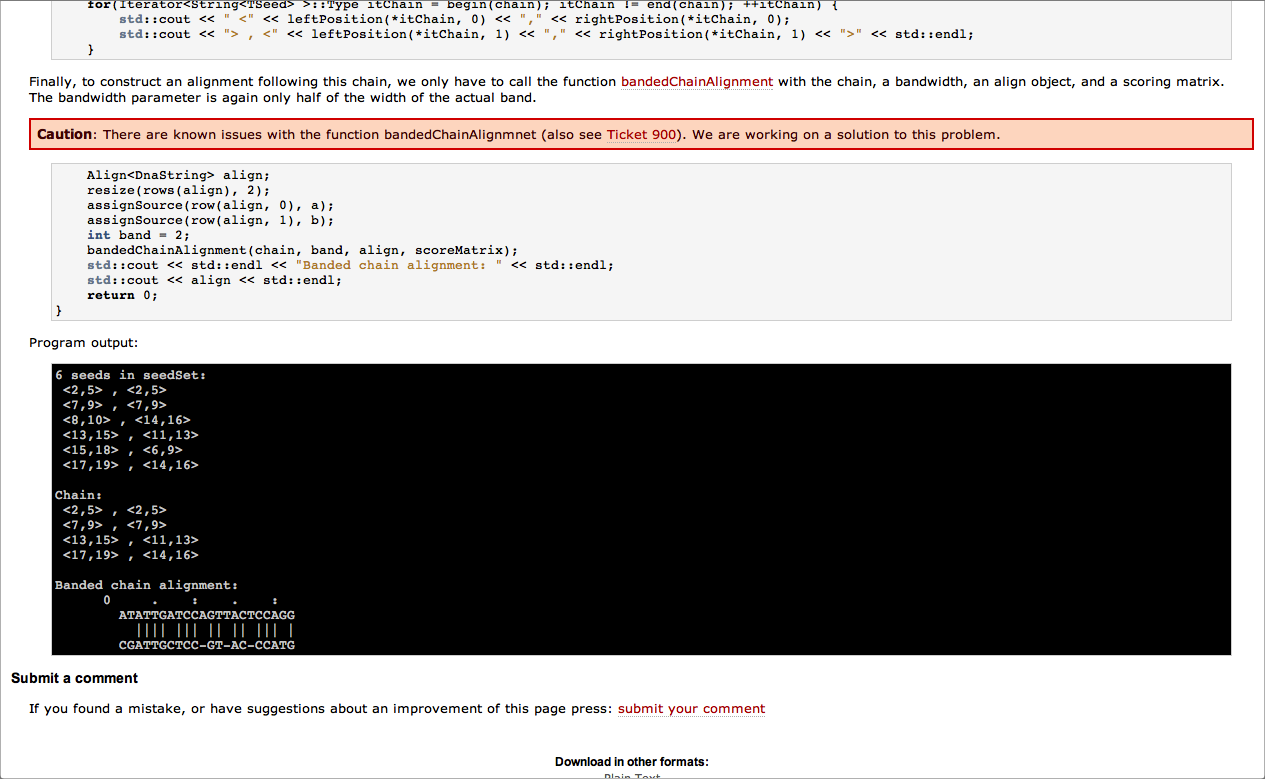 for(Iterator<String<TSeed> >::Type itChain = begin(chain); itChain != end(chain); ++itChain) {
std::cout << " <" << leftPosition(*itChain, 0) << "," << rightPosition(*itChain, 0);
std::cout << "> , <" << leftPosition(*itChain, 1) << "," << rightPosition(*itChain, 1) << ">" << std::endl;
}
Finally, to construct an alignment following this chain, we only have to call the function bandedChainAlignment with the chain, a bandwidth, an align object, and a scoring matrix.
The bandwidth parameter is again only half of the width of the actual band.
Caution: There are known issues with the function bandedChainAlignmnet (also see Ticket 900). We are working on a solution to this problem.
Align<DnaString> align;
resize(rows(align), 2);
assignSource(row(align, 0), a);
assignSource(row(align, 1), b);
int band = 2;
bandedChainAlignment(chain, band, align, scoreMatrix);
std::cout << std::endl << "Banded chain alignment: " << std::endl;
std::cout << align << std::endl;
return 0;
}
Program output:
6 seeds in seedSet:
<2,5> , <2,5>
<7,9> , <7,9>
<8,10> , <14,16>
<13,15> , <11,13>
<15,18> , <6,9>
<17,19> , <14,16>
Chain:
<2,5> , <2,5>
<7,9> , <7,9>
<13,15> , <11,13>
<17,19> , <14,16>
Banded chain alignment:
0     .    :    .    :
ATATTGATCCAGTTACTCCAGG
|||| ||| || || ||| |
CGATTGCTCC-GT-AC-CCATG
Submit a comment
If you found a mistake, or have suggestions about an improvement of this page press: submit your comment
Download in other formats:
Plain Text